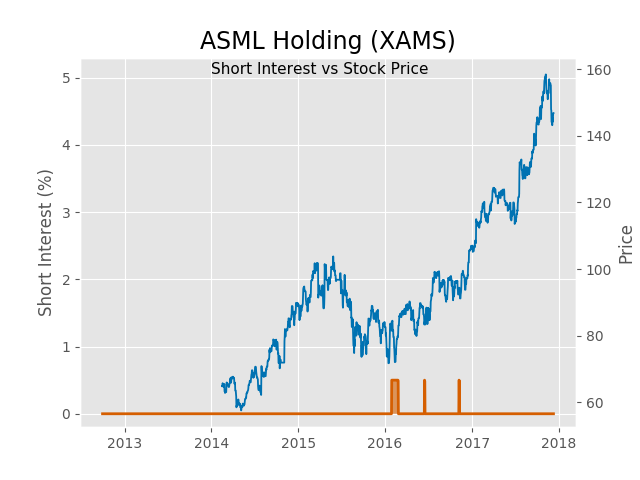 ASML Holding (XAMS)
Short Interest vs Stock Price
Short Interest (%)
5
4
3
2
1
0
160
140
120
100
80
60
Price
2013 2014 2015 2016 2017 2018